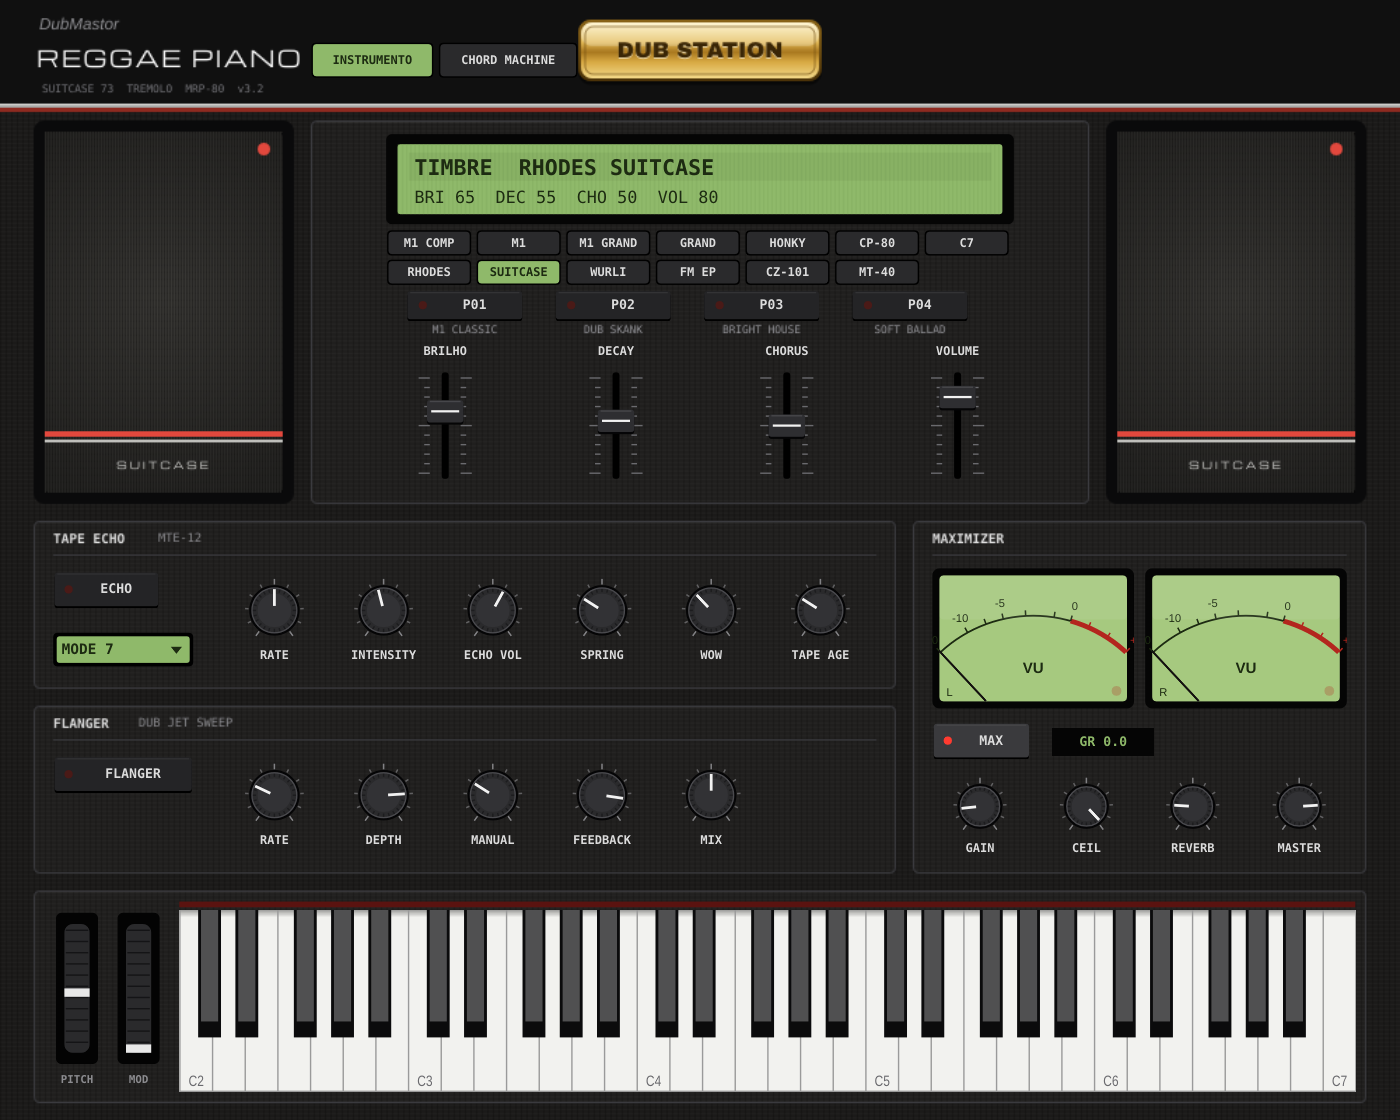 DubMastor
REGGAE PIANO
INSTRUMENTO
CHORD MACHINE
DUB STATION
SUITCASE 73 TREMOLO MRP-80 v3.2
TIMBRE RHODES SUITCASE
BRI 65 DEC 55 CHO 50 VOL 80
M1 COMP M1 M1 GRAND GRAND HONKY CP-80 C7
RHODES SUITCASE WURLI FM EP CZ-101 MT-40
P01 P02 P03 P04
M1 CLASSIC DUB SKANK BRIGHT HOUSE SOFT BALLAD
BRILHO DECAY CHORUS VOLUME
SUITCASE
SUITCASE
TAPE ECHO MTE-12
ECHO
MODE 7
RATE INTENSITY ECHO VOL SPRING WOW TAPE AGE
FLANGER DUB JET SWEEP
FLANGER
RATE DEPTH MANUAL FEEDBACK MIX
MAXIMIZER
-10 -5 0
VU
L
-10 -5 0
VU
R
MAX GR 0.0
GAIN CEIL REVERB MASTER
PITCH MOD
C2 C3 C4 C5 C6 C7